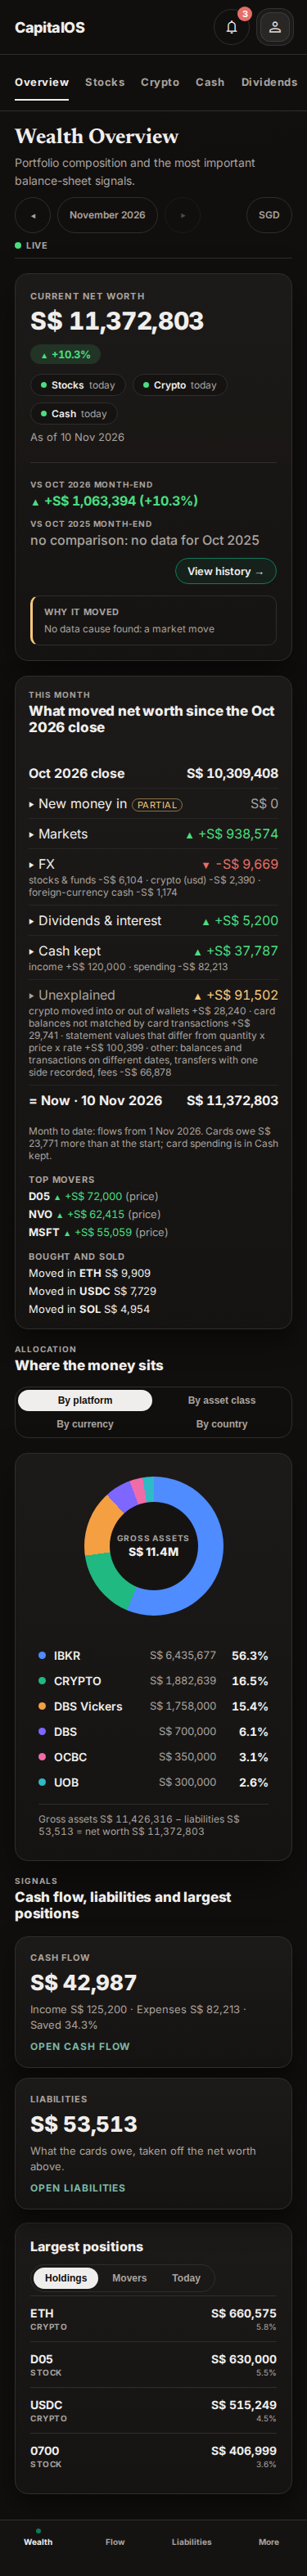 CapitalOS
3
Overview Stocks Crypto Cash Dividends
Wealth Overview
Portfolio composition and the most important
balance-sheet signals.
◂ November 2026 ▸ SGD
LIVE
CURRENT NET WORTH
S$ 11,372,803
▲ +10.3%
Stocks today Crypto today
Cash today
As of 10 Nov 2026
VS OCT 2026 MONTH-END
▲ +S$ 1,063,394 (+10.3%)
VS OCT 2025 MONTH-END
no comparison: no data for Oct 2025
View history →
WHY IT MOVED
No data cause found: a market move
THIS MONTH
What moved net worth since the Oct
2026 close
Oct 2026 close S$ 10,309,408
▸ New money in PARTIAL S$ 0
▸ Markets ▲ +S$ 938,574
▸ FX ▼ -S$ 9,669
stocks & funds -S$ 6,104 · crypto (usd) -S$ 2,390 ·
foreign-currency cash -S$ 1,174
▸ Dividends & interest ▲ +S$ 5,200
▸ Cash kept ▲ +S$ 37,787
income +S$ 120,000 · spending -S$ 82,213
▸ Unexplained ▲ +S$ 91,502
crypto moved into or out of wallets +S$ 28,240 · card
balances not matched by card transactions +S$
29,741 · statement values that differ from quantity x
price x rate +S$ 100,399 · other: balances and
transactions on different dates, transfers with one
side recorded, fees -S$ 66,878
= Now · 10 Nov 2026 S$ 11,372,803
Month to date: flows from 1 Nov 2026. Cards owe S$
23,771 more than at the start; card spending is in Cash
kept.
TOP MOVERS
D05 ▲ +S$ 72,000 (price)
NVO ▲ +S$ 62,415 (price)
MSFT ▲ +S$ 55,059 (price)
BOUGHT AND SOLD
Moved in ETH S$ 9,909
Moved in USDC S$ 7,729
Moved in SOL S$ 4,954
ALLOCATION
Where the money sits
By platform By asset class
By currency By country
GROSS ASSETS
S$ 11.4M
IBKR S$ 6,435,677 56.3%
CRYPTO S$ 1,882,639 16.5%
DBS Vickers S$ 1,758,000 15.4%
DBS S$ 700,000 6.1%
OCBC S$ 350,000 3.1%
UOB S$ 300,000 2.6%
Gross assets S$ 11,426,316 − liabilities S$
53,513 = net worth S$ 11,372,803
SIGNALS
Cash flow, liabilities and largest
positions
CASH FLOW
S$ 42,987
Income S$ 125,200 · Expenses S$ 82,213 ·
Saved 34.3%
OPEN CASH FLOW
LIABILITIES
S$ 53,513
What the cards owe, taken off the net worth
above.
OPEN LIABILITIES
Largest positions
Holdings Movers Today
ETH S$ 660,575
CRYPTO 5.8%
D05 S$ 630,000
STOCK 5.5%
USDC S$ 515,249
CRYPTO 4.5%
0700 S$ 406,999
STOCK 3.6%
Wealth Flow Liabilities More